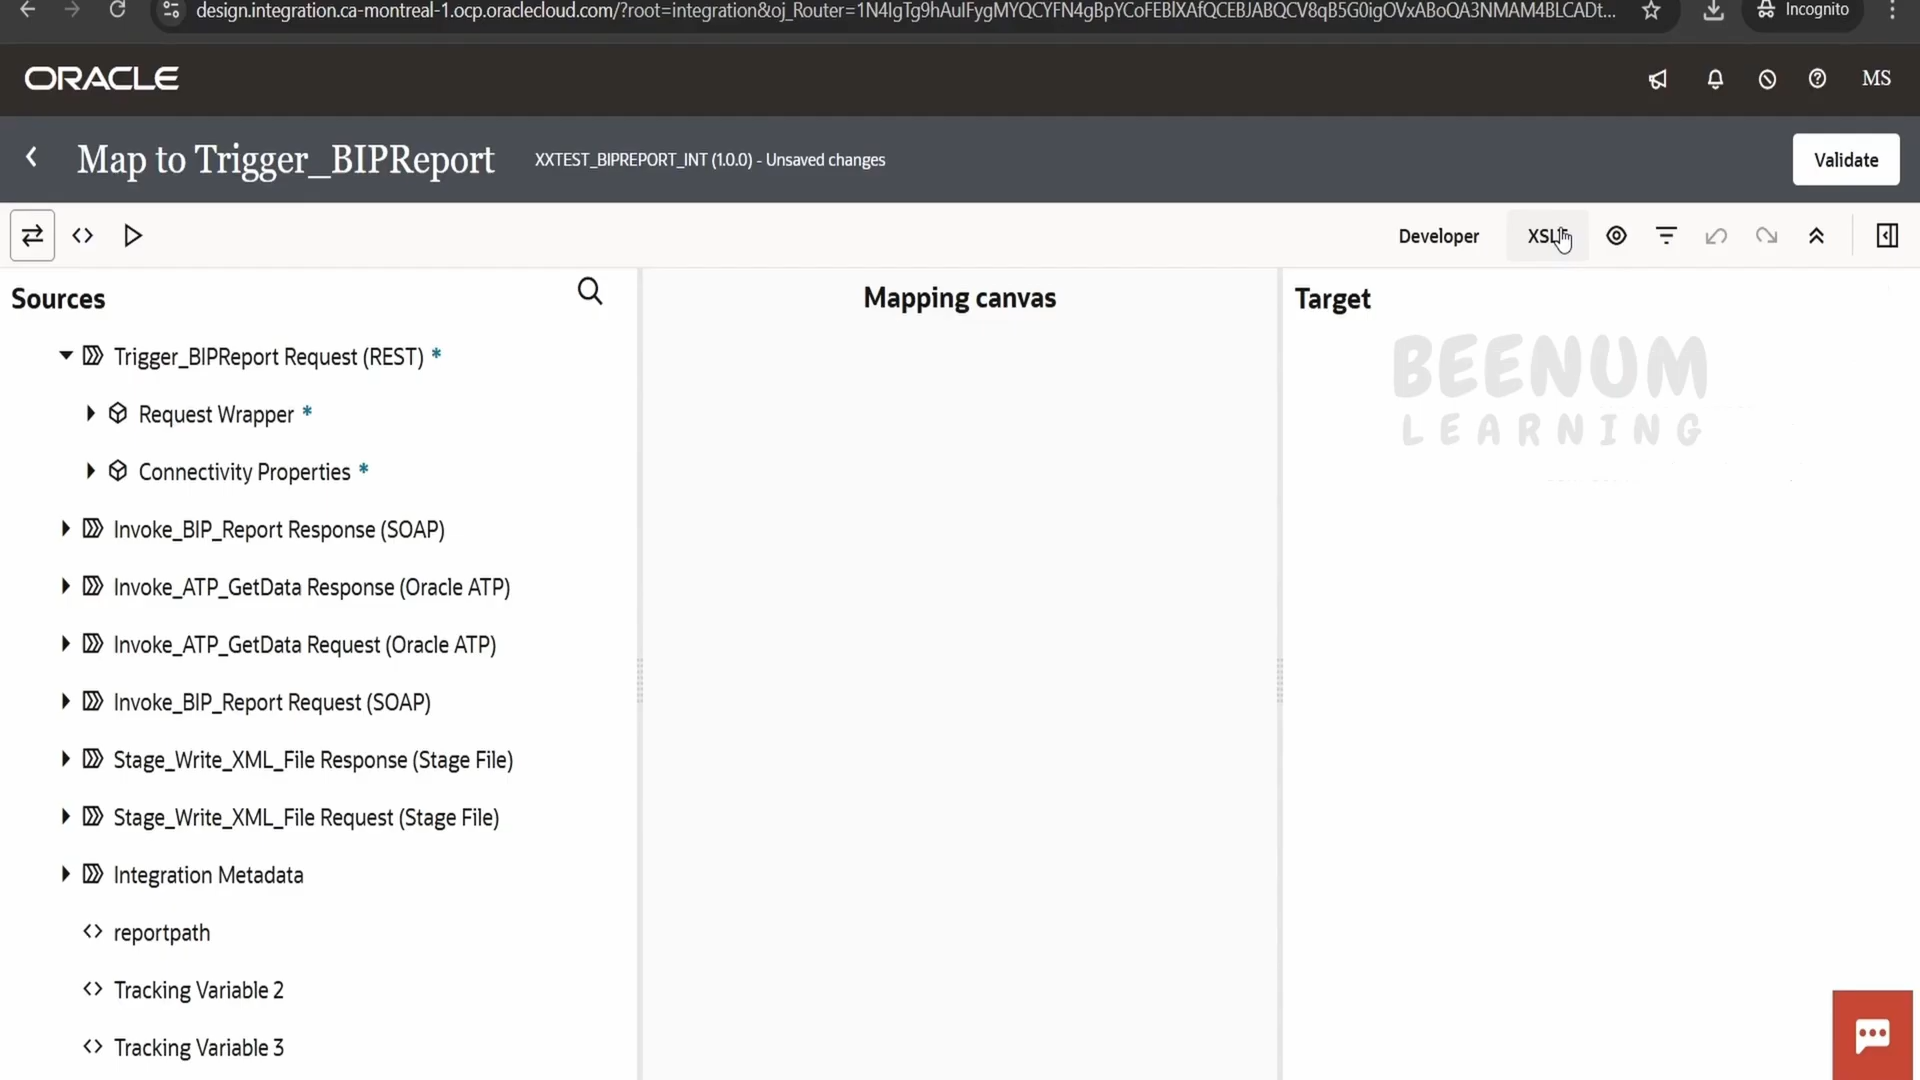 design.integration.ca-montreal-1.ocp.oraclecloud.com/?root=integration&oj_Router=1N4IgTg9hAuIFygMYQCYFN4gBpYCoFEBlXAfQCEBJABQCV8qB5G0igOVxABoQA3NMAM4BLCADt...
Incognito
ORACLE
MS
Map to Trigger_BIPReport
XXTEST_BIPREPORT_INT (1.0.0) - Unsaved changes
Validate
Developer
XSLT
Sources
Mapping canvas
Target
Trigger_BIPReport Request (REST) *
BEENUM
LEARNING
Request Wrapper *
Connectivity Properties *
Invoke_BIP_Report Response (SOAP)
Invoke_ATP_GetData Response (Oracle ATP)
Invoke_ATP_GetData Request (Oracle ATP)
Invoke_BIP_Report Request (SOAP)
Stage_Write_XML_File Response (Stage File)
Stage_Write_XML_File Request (Stage File)
Integration Metadata
reportpath
Tracking Variable 2
Tracking Variable 3